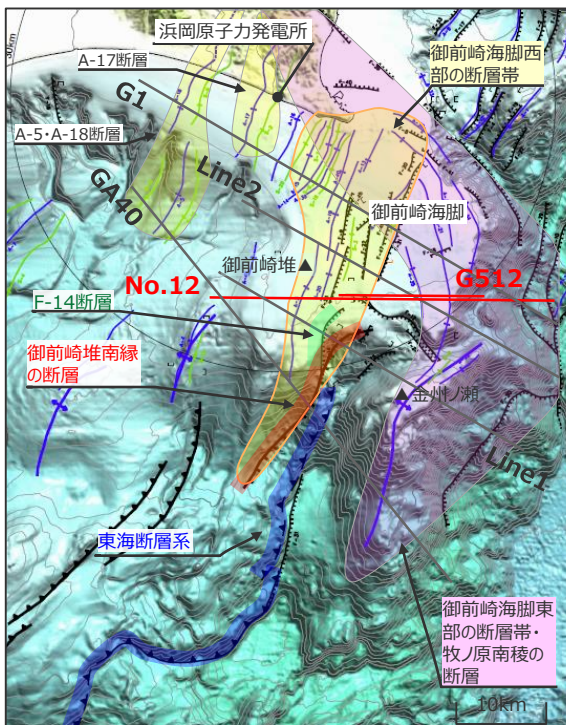 浜岡原子力発電所
30km
A-17断層
御前崎海脚西
部の断層帯
G1
A-5・A-18断層
Line2
GA40
御前崎海脚
御前崎堆▲
No.12
G512
F-14断層
御前崎堆南縁
の断層
▲金州ノ瀬
Line1
東海断層系
御前崎海脚東
部の断層帯・
牧ノ原南稜の
断層
10km